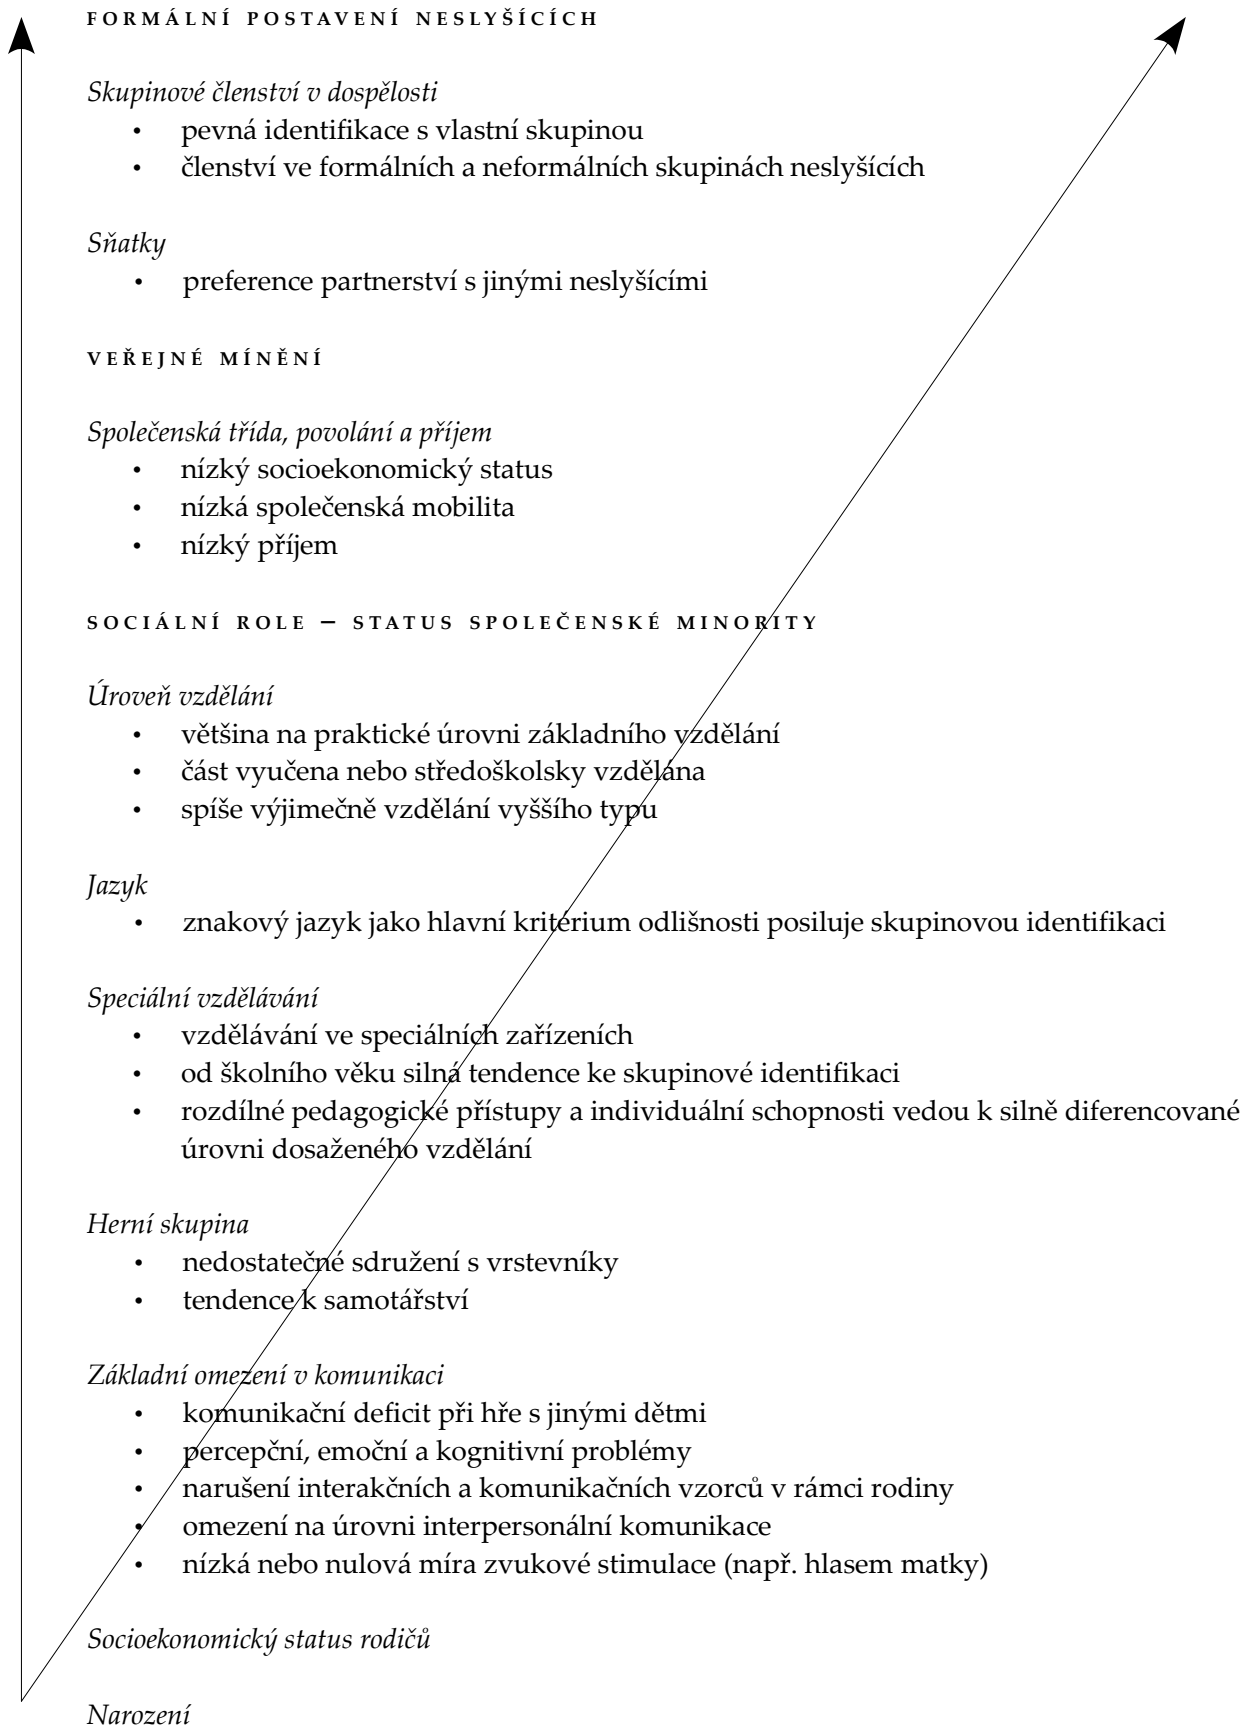 FORMÁLNÍ POSTAVENÍ NESLYŠÍCÍCH
Skupinové členství v dospělosti
• pevná identifikace s vlastní skupinou
• členství ve formálních a neformálních skupinách neslyšících
Sňatky
• preference partnerství s jinými neslyšícími
VEŘEJNÉ MÍNĚNÍ
Společenská třída, povolání a příjem
• nízký socioekonomický status
• nízká společenská mobilita
• nízký příjem
SOCIÁLNÍ ROLE – STATUS SPOLEČENSKÉ MINORITY
Úroveň vzdělání
• většina na praktické úrovni základního vzdělání
• část vyučena nebo středoškolsky vzdělána
• spíše výjimečně vzdělání vyššího typu
Jazyk
• znakový jazyk jako hlavní kritérium odlišnosti posiluje skupinovou identifikaci
Speciální vzdělávání
• vzdělávání ve speciálních zařízeních
• od školního věku silná tendence ke skupinové identifikaci
• rozdílné pedagogické přístupy a individuální schopnosti vedou k silně diferencované
úrovni dosaženého vzdělání
Herní skupina
• nedostatečné sdružení s vrstevníky
• tendence k samotářství
Základní omezení v komunikaci
• komunikační deficit při hře s jinými dětmi
• percepční, emoční a kognitivní problémy
• narušení interakčních a komunikačních vzorců v rámci rodiny
• omezení na úrovni interpersonální komunikace
• nízká nebo nulová míra zvukové stimulace (např. hlasem matky)
Socioekonomický status rodičů
Narození